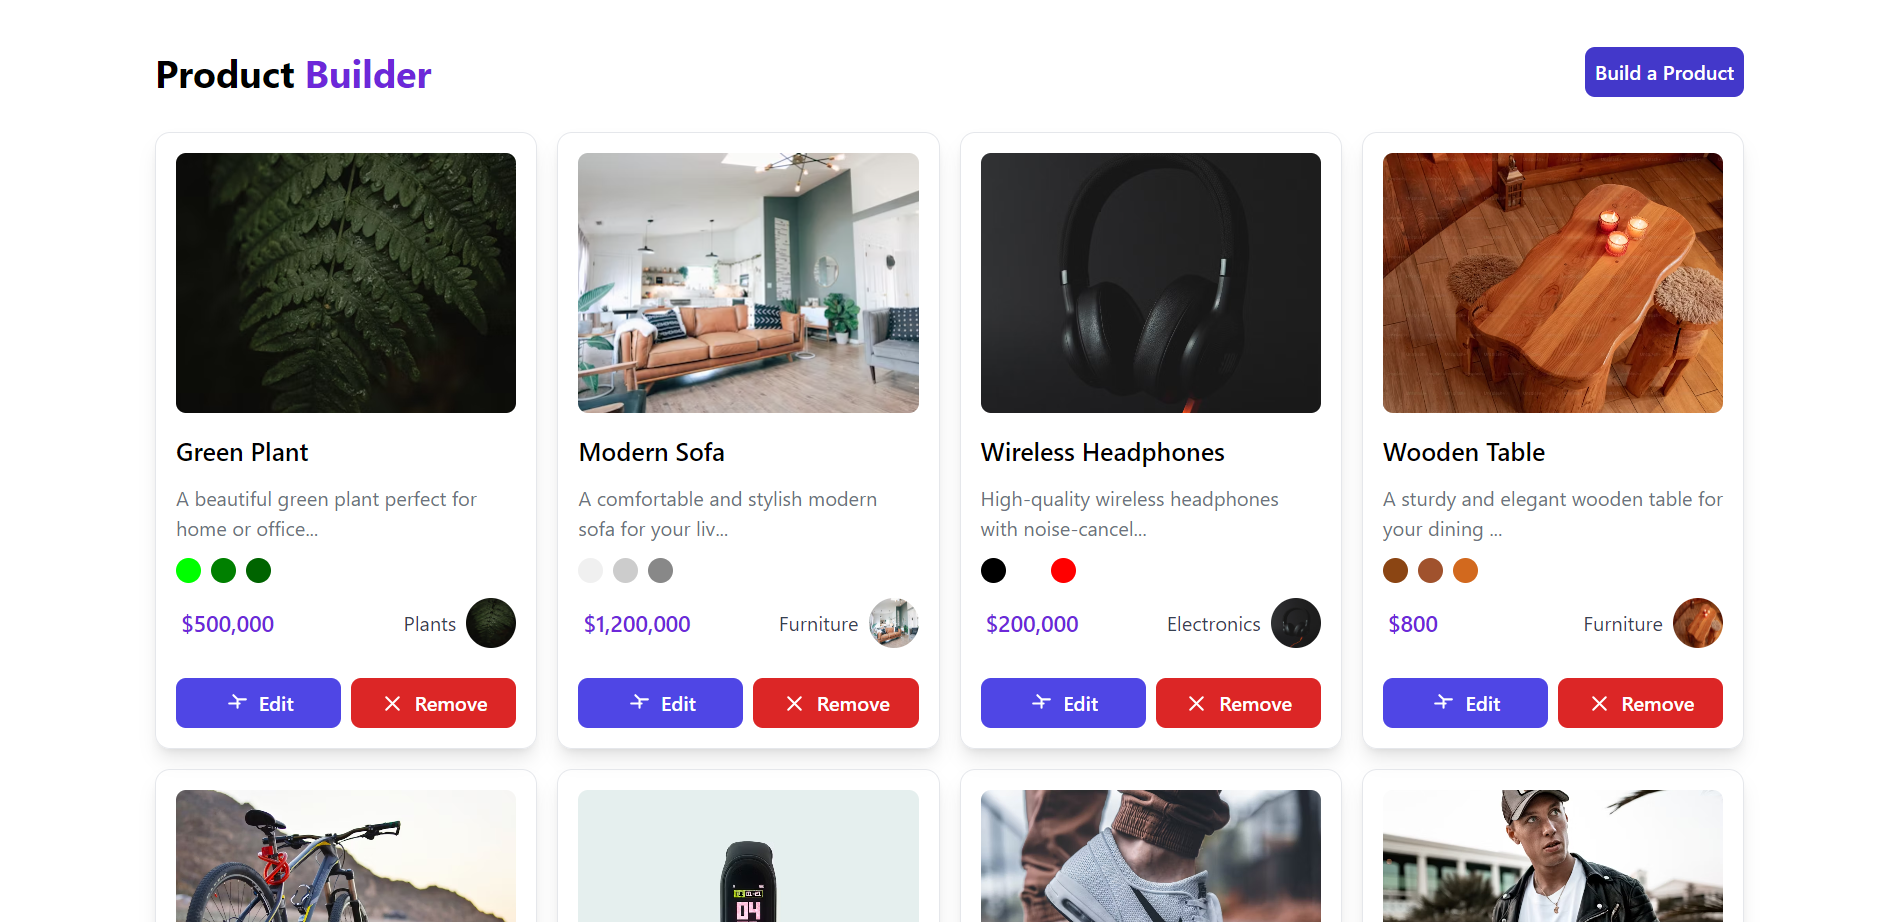 Product Builder
Build a Product
Green Plant
A beautiful green plant perfect for
home or office...
$500,000
Plants
Edit
Remove
Modern Sofa
A comfortable and stylish modern
sofa for your liv...
$1,200,000
Furniture
Edit
Remove
Wireless Headphones
High-quality wireless headphones
with noise-cancel...
$200,000
Electronics
Edit
Remove
Wooden Table
A sturdy and elegant wooden table for
your dining ...
$800
Furniture
Edit
Remove
04